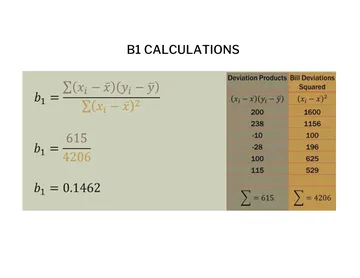 B1 CALCULATIONS
b₁ = ∑(xᵢ − x̄)(yᵢ − ȳ) / ∑(xᵢ − x̄)²
b₁ = 615 / 4206
b₁ = 0.1462
Deviation Products Bill Deviations Squared
(xᵢ − x)(yᵢ − ȳ) (xᵢ − x)²
200 1600
238 1156
-10 100
-28 196
100 625
115 529
∑ = 615 ∑ = 4206